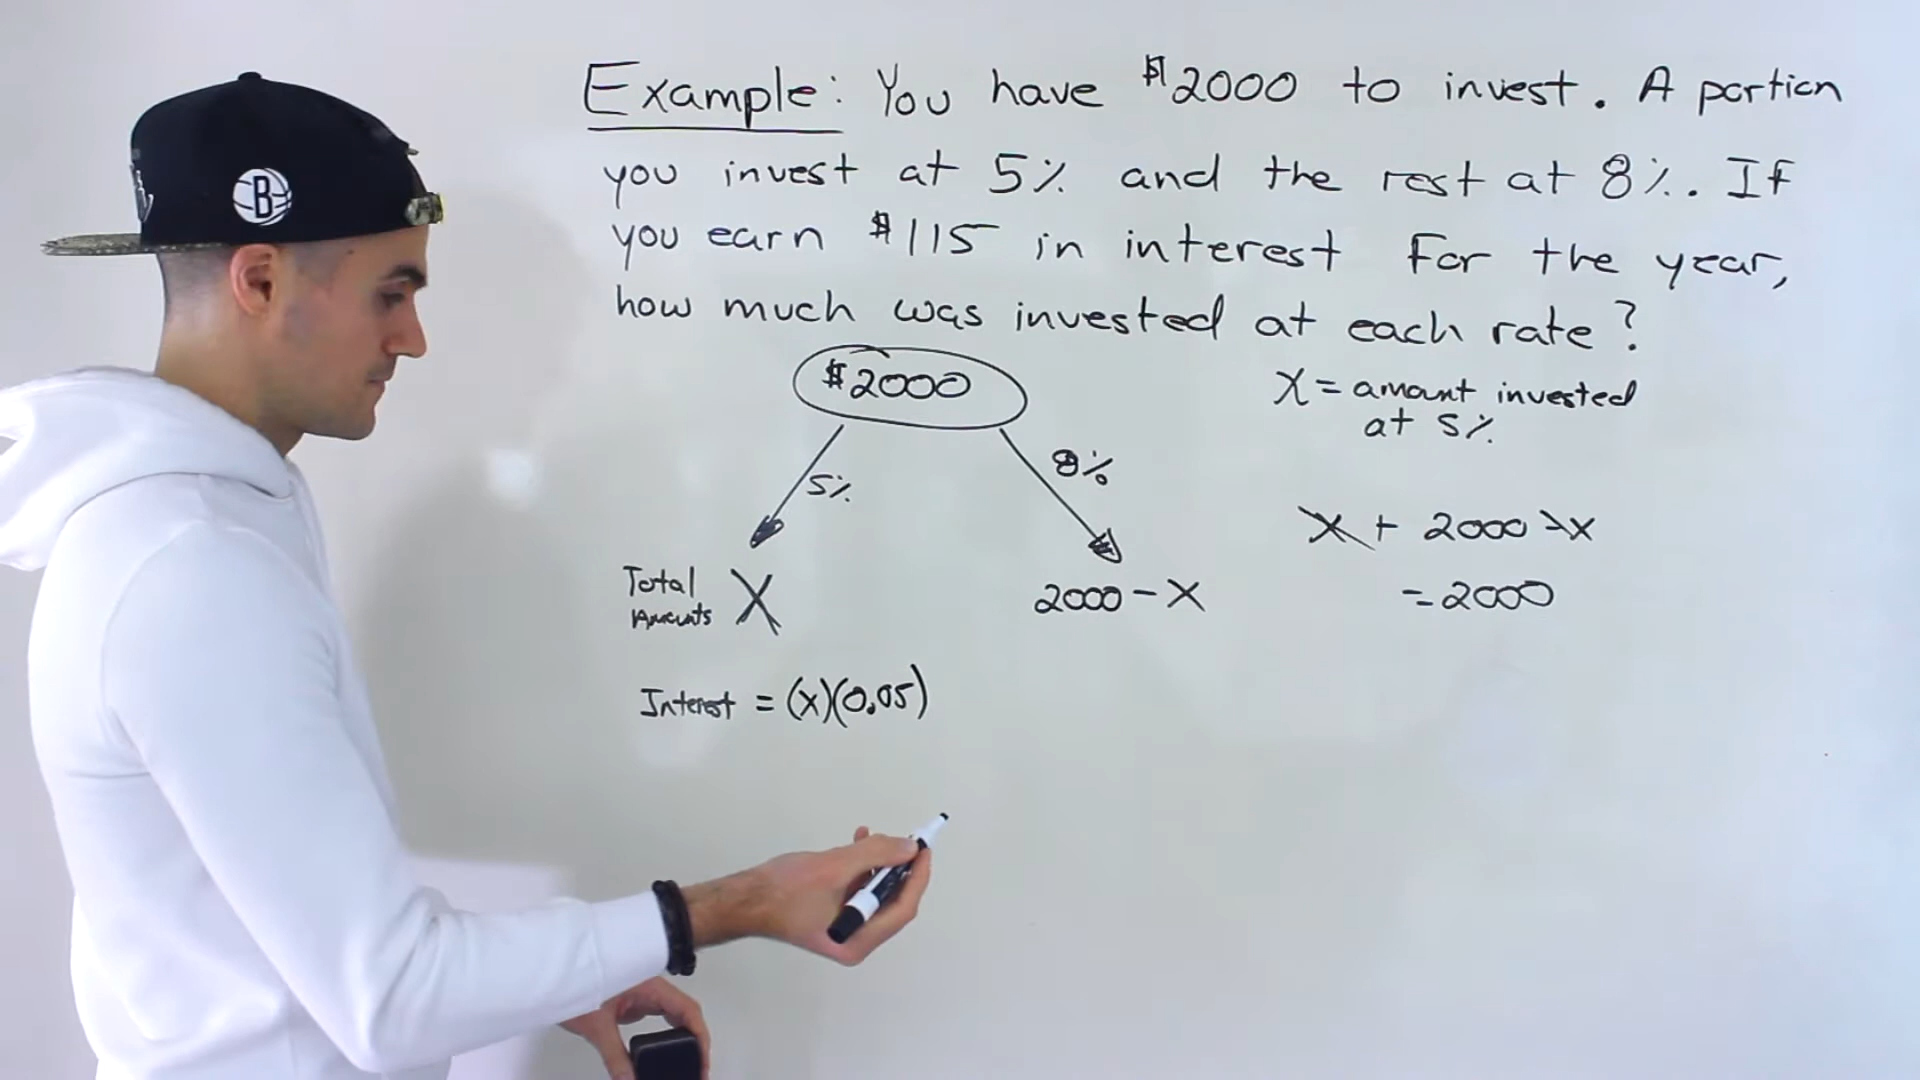 Example: You have $2000 to invest. A portion
you invest at 5% and the rest at 8%. If
you earn $115 in interest for the year,
how much was invested at each rate?
$2000
X = amount invested
at 5%
5%
8%
X + 2000 - X
= 2000
Total
Amounts
X
2000 - X
Interest = (x)(0.05)
B